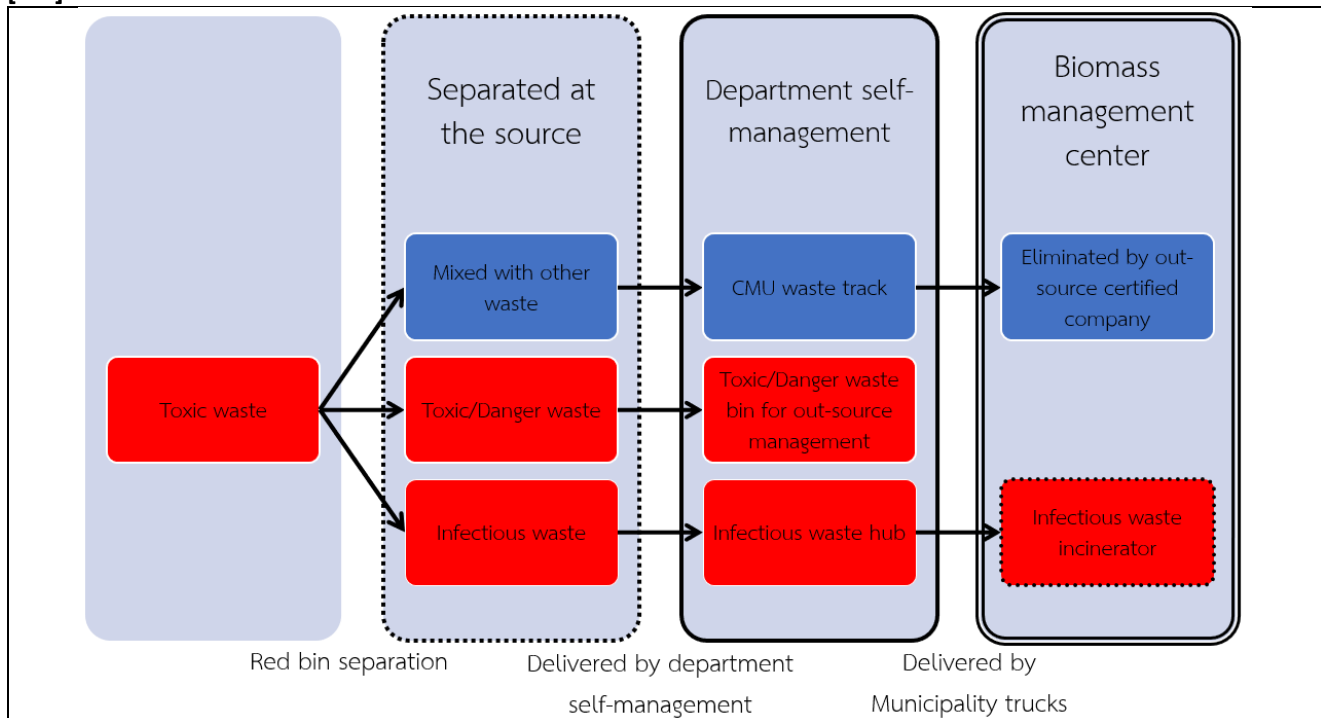 Separated at
the source
Department self-
management
Biomass
management
center
Mixed with other
waste
CMU waste track
Eliminated by out-
source certified
company
Toxic waste
Toxic/Danger waste
Toxic/Danger waste
bin for out-source
management
Infectious waste
Infectious waste hub
Infectious waste
incinerator
Red bin separation
Delivered by department
self-management
Delivered by
Municipality trucks